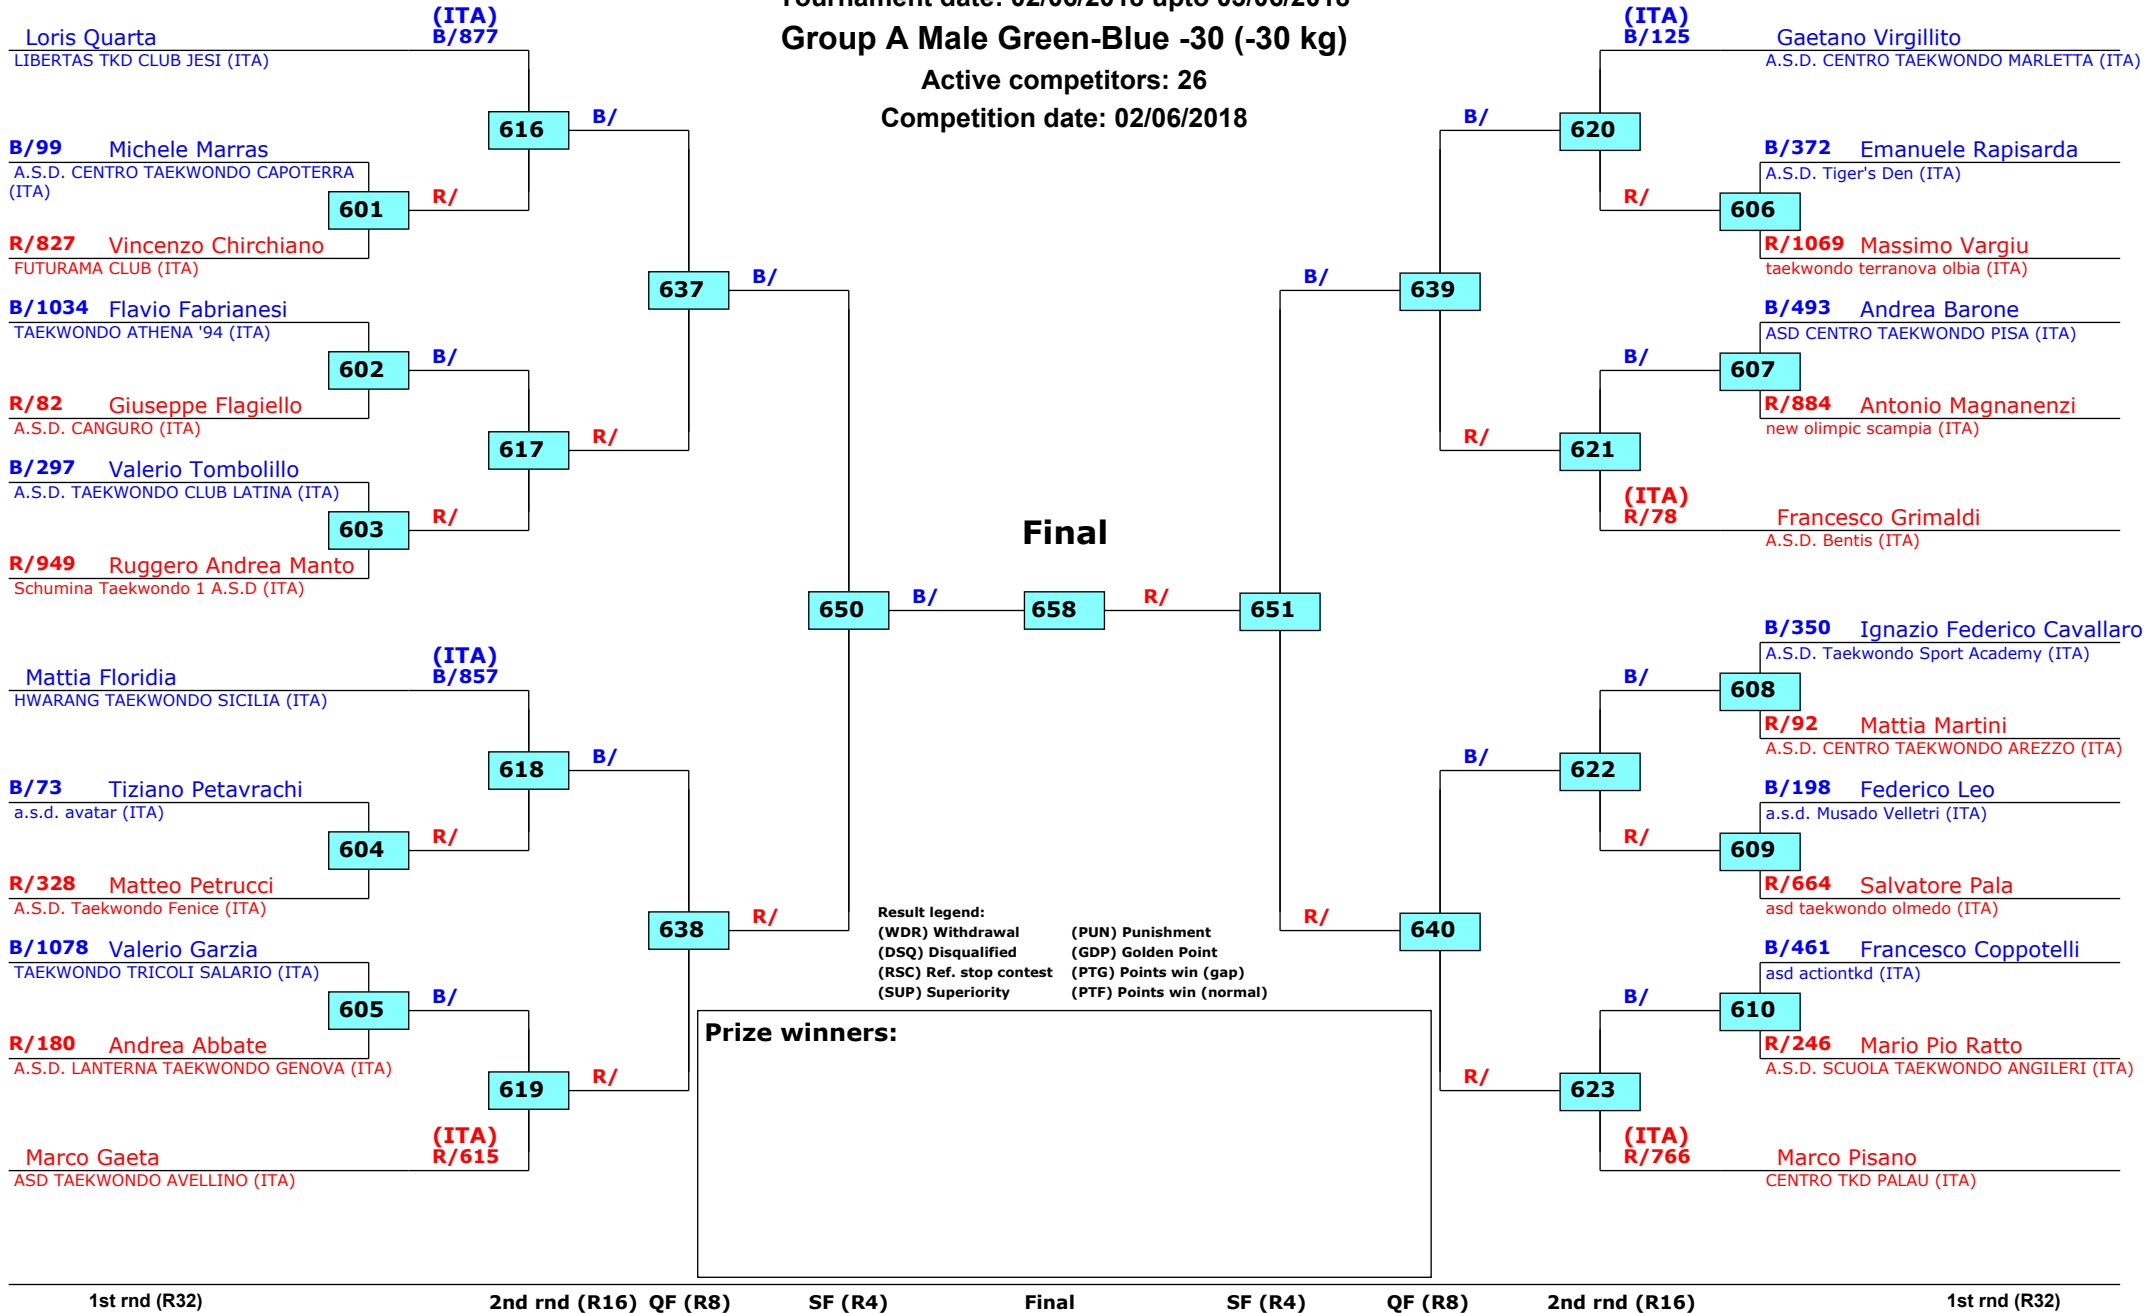 Tournament date: 02/06/2018 upto 03/06/2018
Group A Male Green-Blue -30 (-30 kg)
Active competitors: 26
Competition date: 02/06/2018
(ITA)
Loris Quarta B/877
LIBERTAS TKD CLUB JESI (ITA)
616
B/
B/99 Michele Marras
A.S.D. CENTRO TAEKWONDO CAPOTERRA
(ITA)
601
R/
R/827 Vincenzo Chirchiano
FUTURAMA CLUB (ITA)
637
B/
B/1034 Flavio Fabrianesi
TAEKWONDO ATHENA '94 (ITA)
602
B/
R/82 Giuseppe Flagiello
A.S.D. CANGURO (ITA)
617
R/
B/297 Valerio Tombolillo
A.S.D. TAEKWONDO CLUB LATINA (ITA)
603
R/
R/949 Ruggero Andrea Manto
Schumina Taekwondo 1 A.S.D (ITA)
650
B/
(ITA)
Mattia Floridia B/857
HWARANG TAEKWONDO SICILIA (ITA)
618
B/
B/73 Tiziano Petavrachi
a.s.d. avatar (ITA)
604
R/
R/328 Matteo Petrucci
A.S.D. Taekwondo Fenice (ITA)
638
R/
B/1078 Valerio Garzia
TAEKWONDO TRICOLI SALARIO (ITA)
605
B/
R/180 Andrea Abbate
A.S.D. LANTERNA TAEKWONDO GENOVA (ITA)
619
R/
(ITA)
Marco Gaeta R/615
ASD TAEKWONDO AVELLINO (ITA)
Final
658
R/
651
(ITA)
B/125 Gaetano Virgillito
A.S.D. CENTRO TAEKWONDO MARLETTA (ITA)
B/
620
B/372 Emanuele Rapisarda
A.S.D. Tiger's Den (ITA)
R/
606
R/1069 Massimo Vargiu
taekwondo terranova olbia (ITA)
B/
639
B/493 Andrea Barone
ASD CENTRO TAEKWONDO PISA (ITA)
B/
607
R/884 Antonio Magnanenzi
new olimpic scampia (ITA)
R/
621
(ITA)
R/78 Francesco Grimaldi
A.S.D. Bentis (ITA)
B/350 Ignazio Federico Cavallaro
A.S.D. Taekwondo Sport Academy (ITA)
B/
608
R/92 Mattia Martini
A.S.D. CENTRO TAEKWONDO AREZZO (ITA)
B/
622
B/198 Federico Leo
a.s.d. Musado Velletri (ITA)
R/
609
R/664 Salvatore Pala
asd taekwondo olmedo (ITA)
R/
640
B/461 Francesco Coppotelli
asd actiontkd (ITA)
B/
610
R/246 Mario Pio Ratto
A.S.D. SCUOLA TAEKWONDO ANGILERI (ITA)
R/
623
(ITA)
R/766 Marco Pisano
CENTRO TKD PALAU (ITA)
Result legend:
(WDR) Withdrawal (PUN) Punishment
(DSQ) Disqualified (GDP) Golden Point
(RSC) Ref. stop contest (PTG) Points win (gap)
(SUP) Superiority (PTF) Points win (normal)
Prize winners:
1st rnd (R32) 2nd rnd (R16) QF (R8) SF (R4) Final SF (R4) QF (R8) 2nd rnd (R16) 1st rnd (R32)